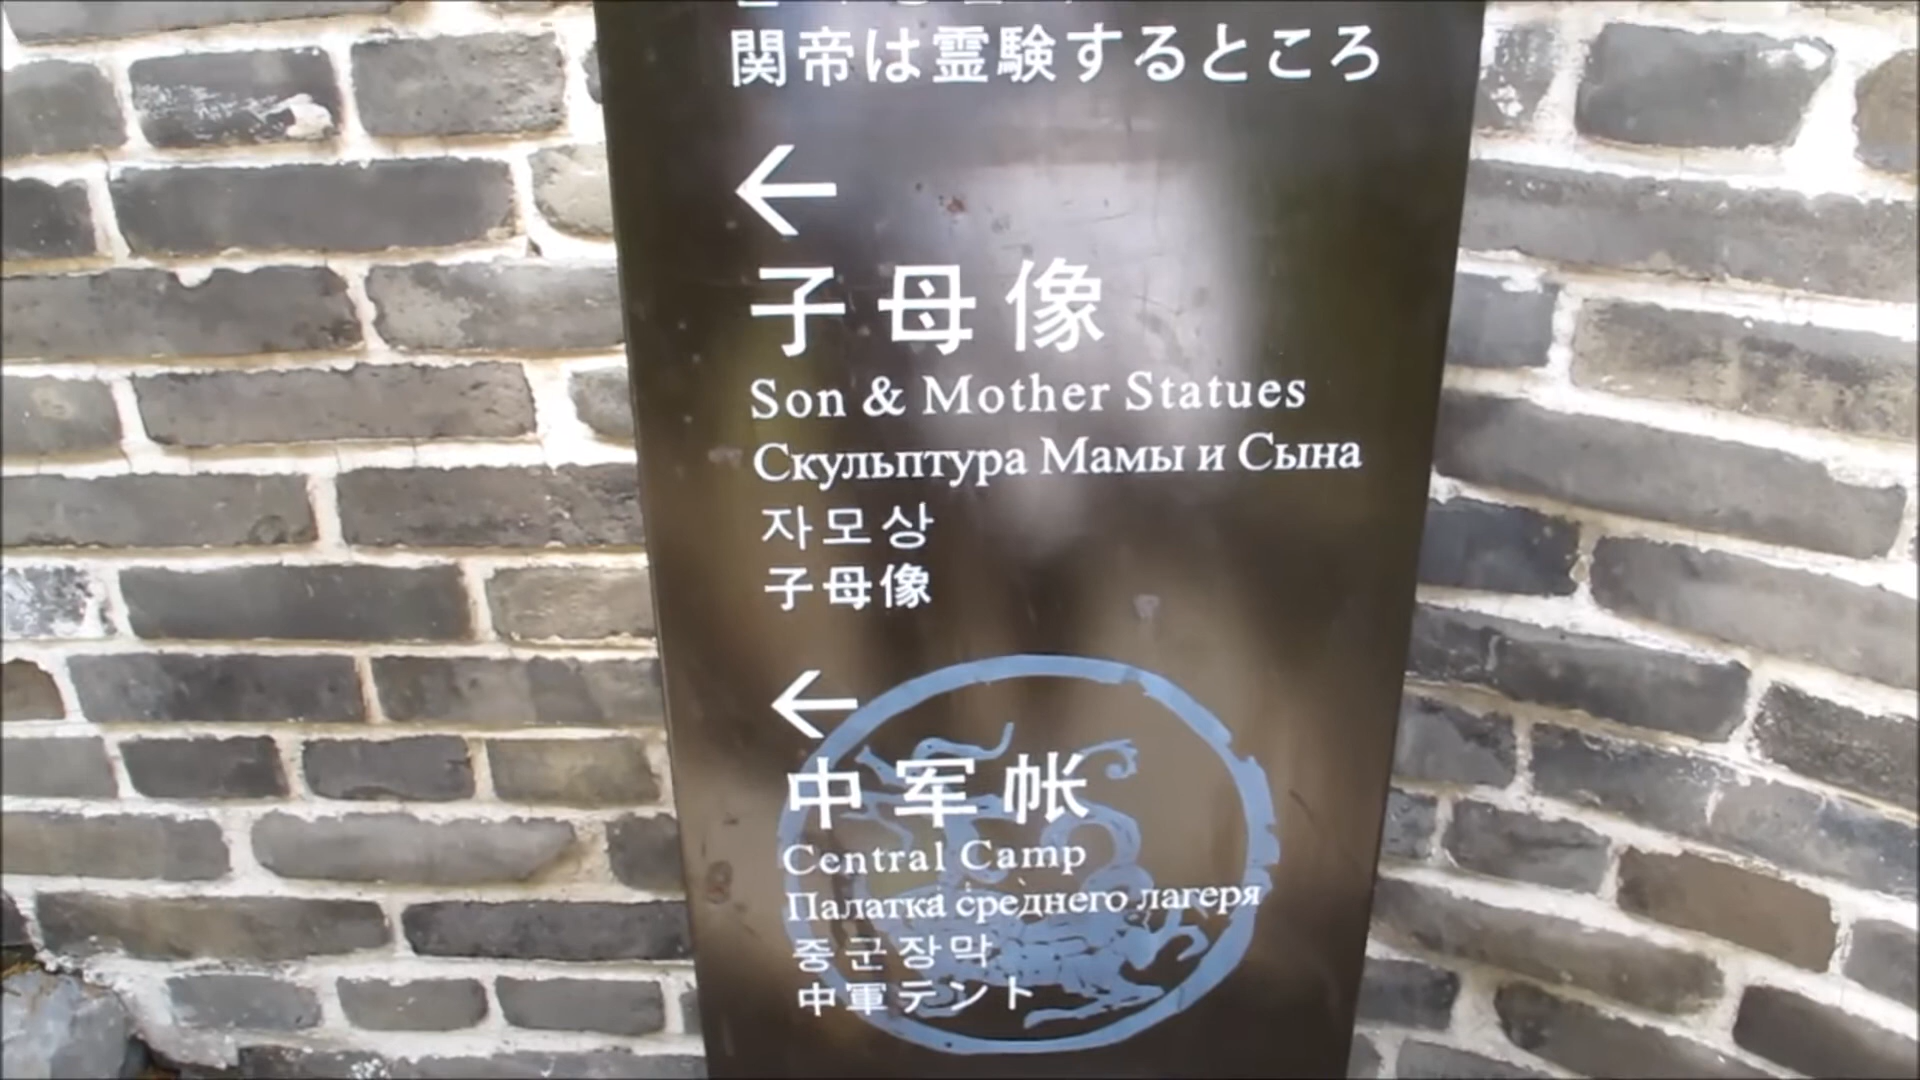 関帝は霊験するところ
←
子母像
Son & Mother Statues
Скульптура Мамы и Сына
자모상
子母像
←
中军帐
Central Camp
Палатка среднего лагеря
중군장막
中軍テント